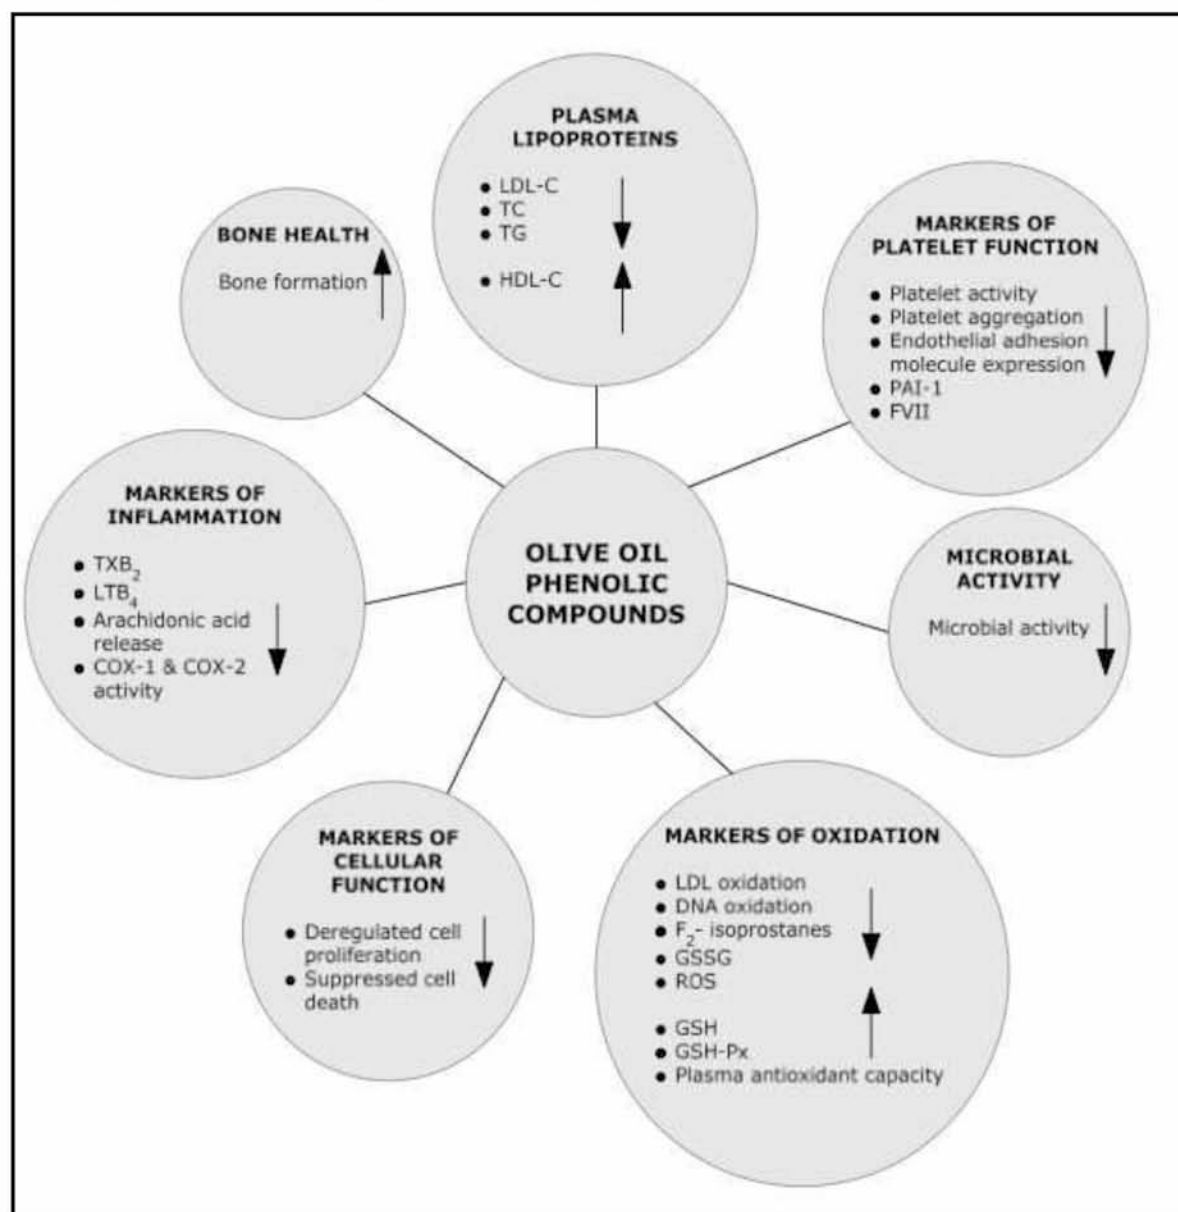 PLASMA
LIPOPROTEINS
● LDL-C
● TC
● TG
● HDL-C
BONE HEALTH
Bone formation
MARKERS OF
PLATELET FUNCTION
● Platelet activity
● Platelet aggregation
● Endothelial adhesion
molecule expression
● PAI-1
● FVII
MARKERS OF
INFLAMMATION
● TXB₂
● LTB₄
● Arachidonic acid
release
● COX-1 & COX-2
activity
OLIVE OIL
PHENOLIC
COMPOUNDS
MICROBIAL
ACTIVITY
Microbial activity
MARKERS OF
CELLULAR
FUNCTION
● Deregulated cell
proliferation
● Suppressed cell
death
MARKERS OF OXIDATION
● LDL oxidation
● DNA oxidation
● F₂- isoprostanes
● GSSG
● ROS
● GSH
● GSH-Px
● Plasma antioxidant capacity